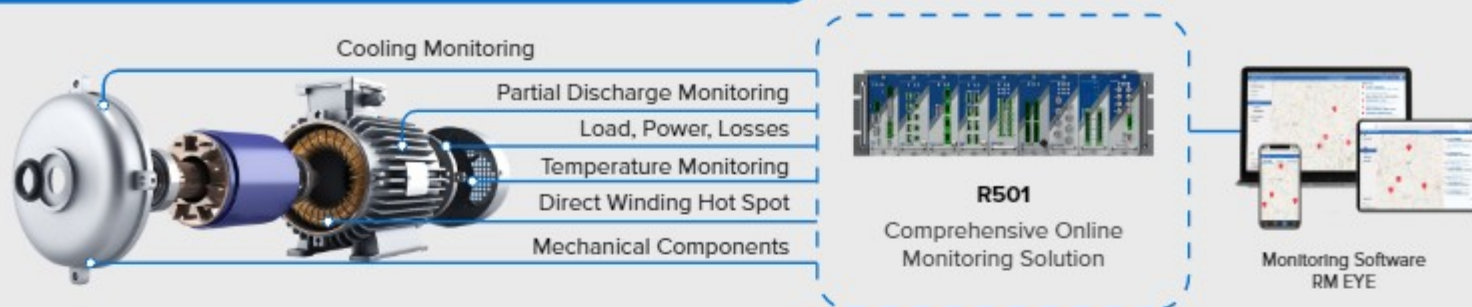 Cooling Monitoring
Partial Discharge Monitoring
Load, Power, Losses
Temperature Monitoring
Direct Winding Hot Spot
Mechanical Components
R501
Comprehensive Online
Monitoring Solution
Monitoring Software
RM EYE